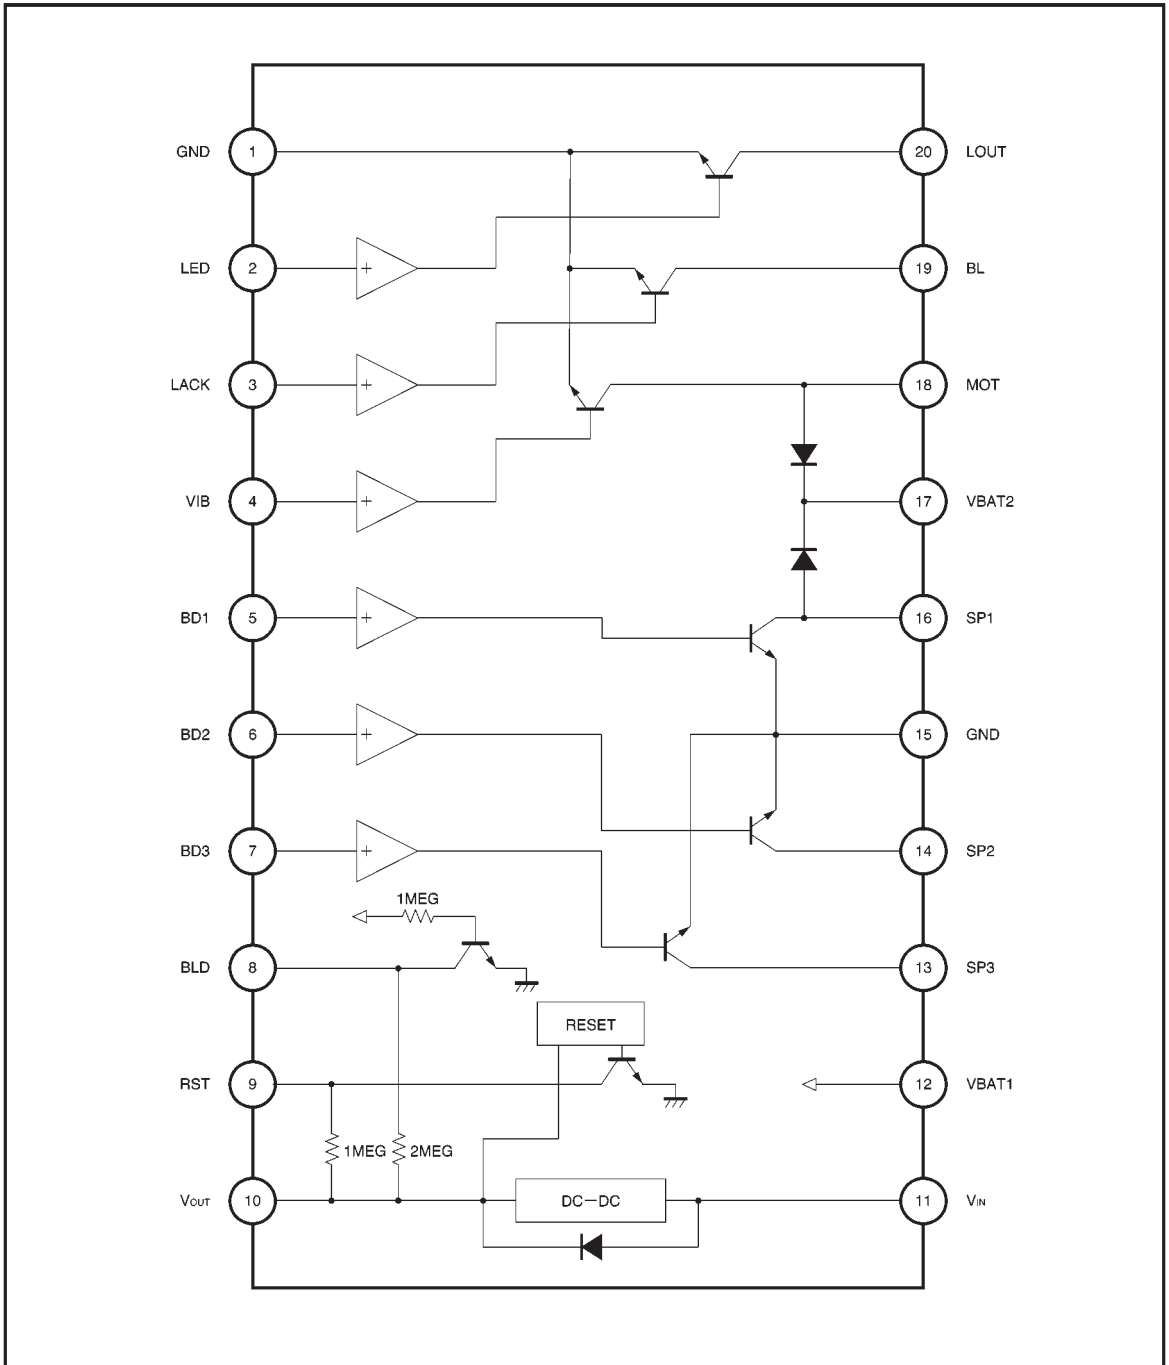 GND 1 20 LOUT
LED 2 + 19 BL
LACK 3 + 18 MOT
VIB 4 + 17 VBAT2
BD1 5 + 16 SP1
BD2 6 + 15 GND
BD3 7 + 14 SP2
1MEG
BLD 8 13 SP3
RESET
RST 9 12 VBAT1
1MEG 2MEG
VOUT 10 DC−DC 11 VIN